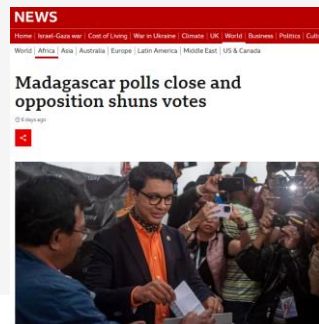 NEWS
Home | Israel-Gaza war | Cost of Living | War in Ukraine | Climate | UK | World | Business | Politics | Cult
World | Africa | Asia | Australia | Europe | Latin America | Middle East | US & Canada
Madagascar polls close and
opposition shuns votes
6 days ago